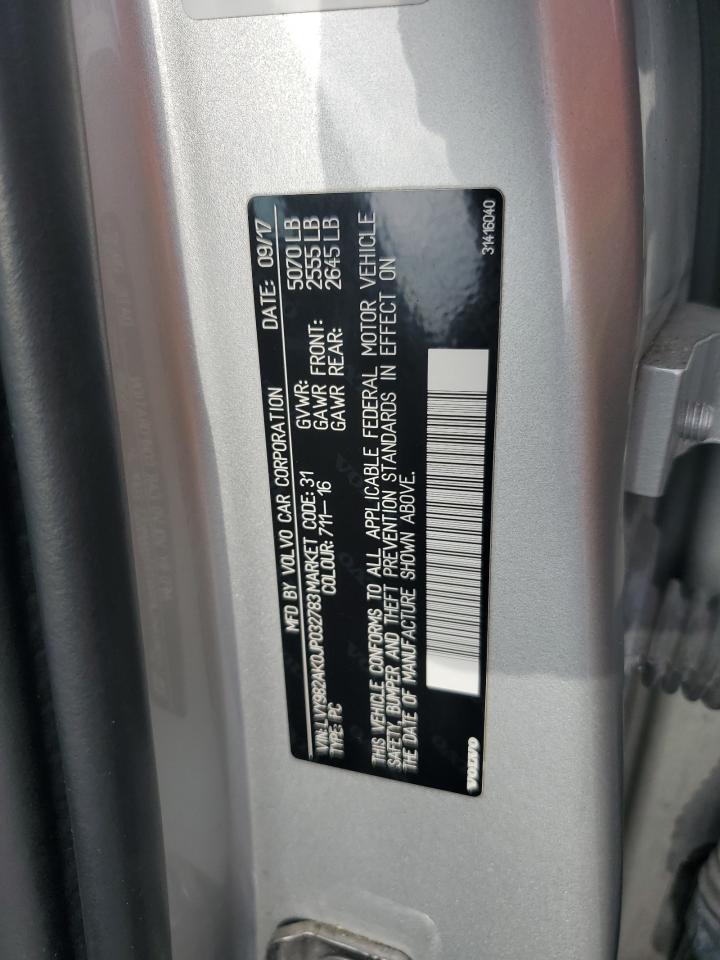 MFD BY VOLVO CAR CORPORATION DATE: 09/17
VIN: LVY982AK0JP032783 MARKET CODE: 31 GVWR: 5070 LB
TYPE: PC COLOUR: 711-16 GAWR FRONT: 2555 LB
GAWR REAR: 2645 LB
THIS VEHICLE CONFORMS TO ALL APPLICABLE FEDERAL MOTOR VEHICLE
SAFETY, BUMPER AND THEFT PREVENTION STANDARDS IN EFFECT ON
THE DATE OF MANUFACTURE SHOWN ABOVE.
VOLVO 31416040